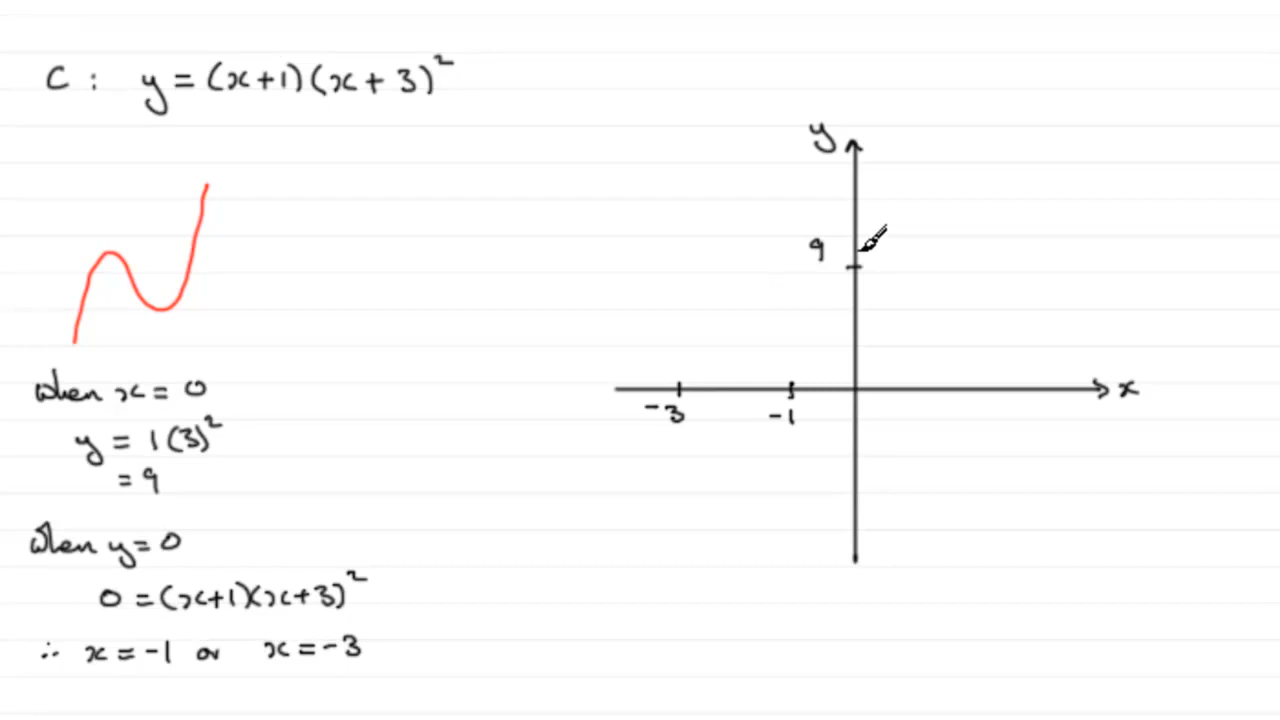 C : y = (x+1)(x+3)²
when x = 0
y = 1(3)²
= 9
when y = 0
0 = (x+1)(x+3)²
∴ x = -1 or x = -3
y
9
-3 -1
x